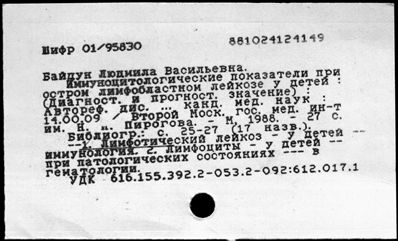 Шифр 01/95830 881024124149
Байдун Людмила Васильевна.
Иммуноцитологические показатели при
остром лимфобластном лейкозе у детей :
(Диагност. и прогност. значение) :
Автореф. дис. ... канд. мед. наук :
14.00.09 / Второй Моск. гос. мед. ин-т
им. Н. И. Пирогова. - М, 1988. - 27 с.
Библиогр.: с. 25-27 (17 назв.).
--1. Лимфотический лейкоз - у детей --
иммунология. 2. Лимфоциты - у детей --
при патологических состояниях --- в
гематологии.
УДК 616.155.392.2-053.2-092:612.017.1